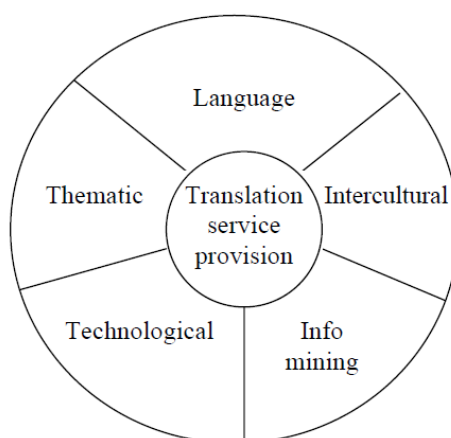 Language
Thematic
Translation
service
provision
Intercultural
Technological
Info
mining